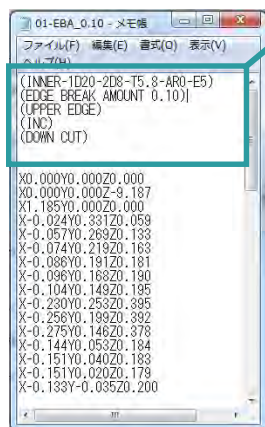 01-EBA_0.10 - メモ帳
ファイル(F) 編集(E) 書式(O) 表示(V)
ヘルプ(H)
(INNER-1D20-2D8-T5.8-AR0-E5)
(EDGE BREAK AMOUNT 0.10)
(UPPER EDGE)
(INC)
(DOWN CUT)
X0.000Y0.000Z0.000
X0.000Y0.000Z-9.187
X1.185Y0.000Z0.000
X-0.024Y0.331Z0.059
X-0.057Y0.269Z0.133
X-0.074Y0.219Z0.163
X-0.086Y0.191Z0.181
X-0.096Y0.168Z0.190
X-0.104Y0.149Z0.195
X-0.230Y0.253Z0.395
X-0.256Y0.199Z0.392
X-0.275Y0.146Z0.378
X-0.144Y0.053Z0.184
X-0.151Y0.040Z0.183
X-0.151Y0.020Z0.179
X-0.133Y-0.035Z0.200